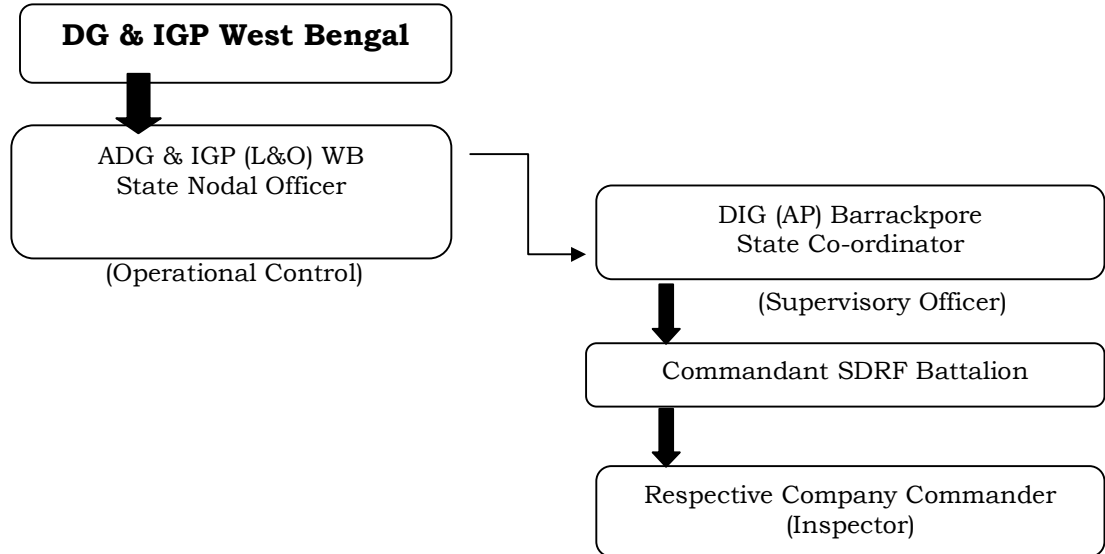 DG & IGP West Bengal
ADG & IGP (L&O) WB
State Nodal Officer
(Operational Control)
DIG (AP) Barrackpore
State Co-ordinator
(Supervisory Officer)
Commandant SDRF Battalion
Respective Company Commander
(Inspector)